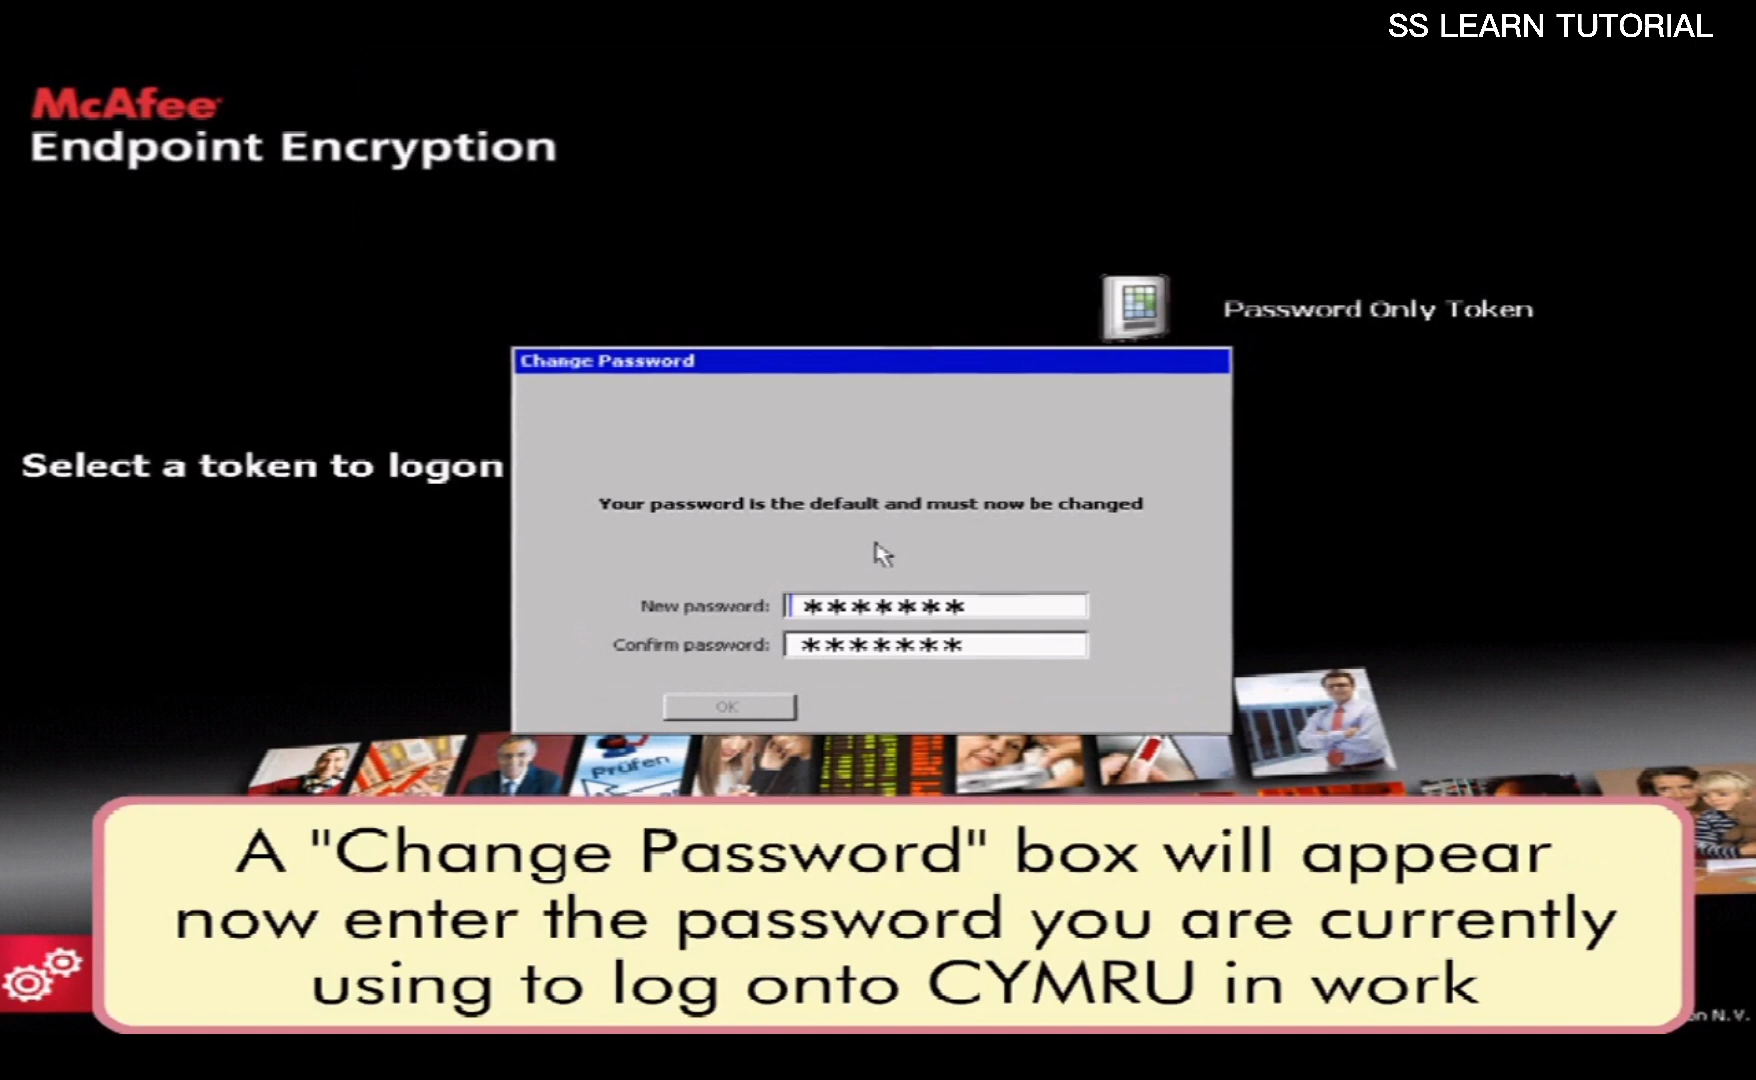 SS LEARN TUTORIAL
McAfee
Endpoint Encryption
Password Only Token
Change Password
Select a token to logon
Your password is the default and must now be changed
New password: *******
Confirm password: *******
OK
Prüfen
A "Change Password" box will appear
now enter the password you are currently
using to log onto CYMRU in work
N.V.